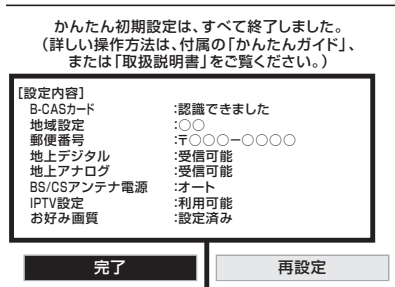 かんたん初期設定は、すべて終了しました。
(詳しい操作方法は、付属の「かんたんガイド」、
または「取扱説明書」をご覧ください。)
[設定内容]
B-CASカード :認識できました
地域設定 :○○
郵便番号 :〒○○○−○○○○
地上デジタル :受信可能
地上アナログ :受信可能
BS/CSアンテナ電源 :オート
IPTV設定 :利用可能
お好み画質 :設定済み
完了 再設定